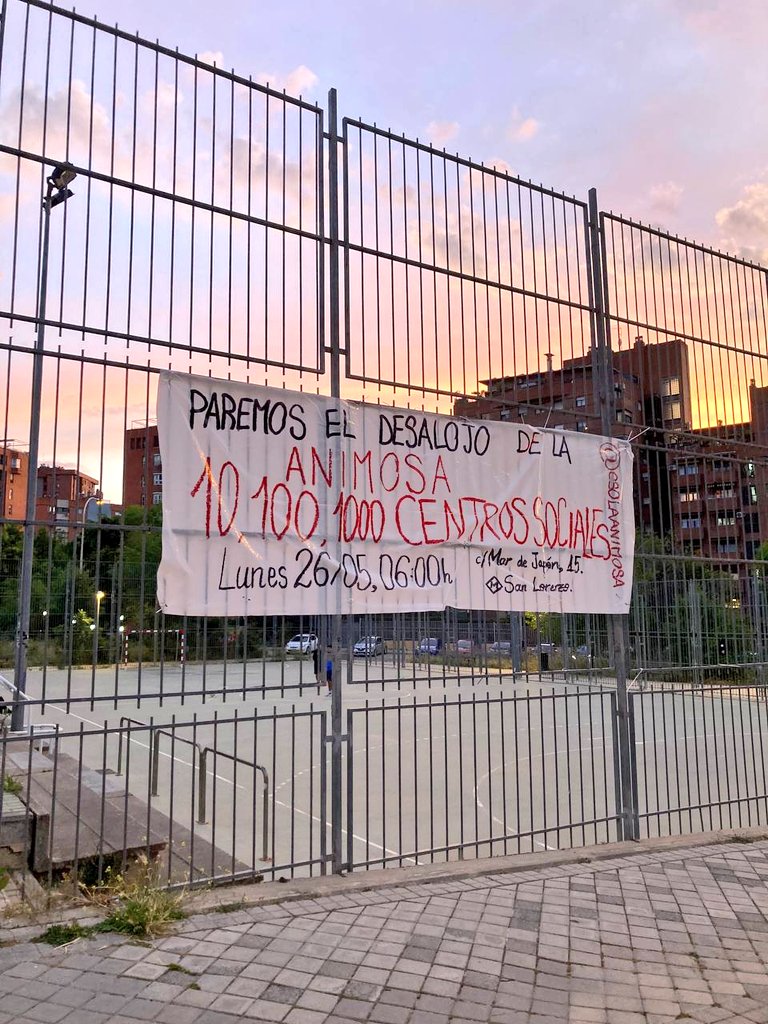 PAREMOS EL DESALOJO DE LA
ANIMOSA
10, 100, 1000 CENTROS SOCIALES
Lunes 26/05, 06:00h
c/Mar de Japón, 15.
M San Lorenzo.
@CSOLAANIMOSA